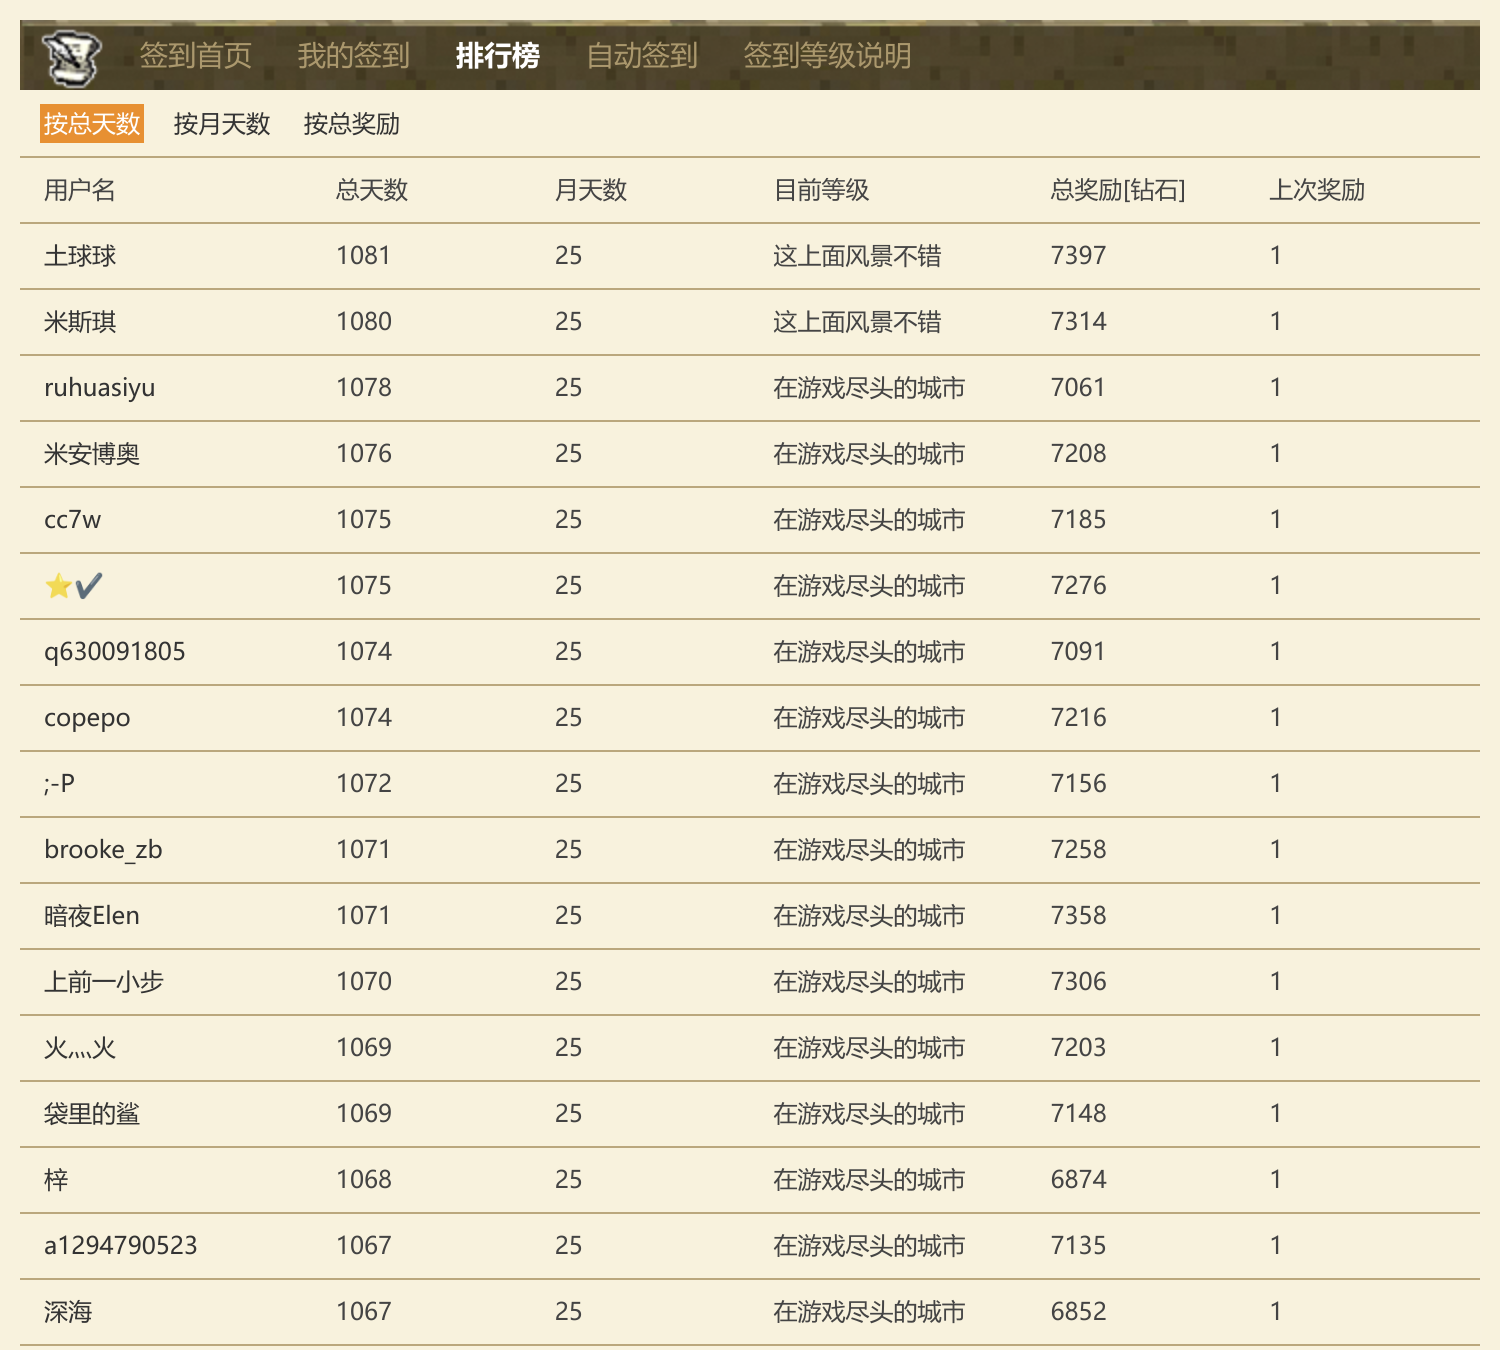 签到首页 我的签到 排行榜 自动签到 签到等级说明
按总天数 按月天数 按总奖励
用户名 总天数 月天数 目前等级 总奖励[钻石] 上次奖励
土球球 1081 25 这上面风景不错 7397 1
米斯琪 1080 25 这上面风景不错 7314 1
ruhuasiyu 1078 25 在游戏尽头的城市 7061 1
米安博奥 1076 25 在游戏尽头的城市 7208 1
cc7w 1075 25 在游戏尽头的城市 7185 1
⭐✔️ 1075 25 在游戏尽头的城市 7276 1
q630091805 1074 25 在游戏尽头的城市 7091 1
copepo 1074 25 在游戏尽头的城市 7216 1
;-P 1072 25 在游戏尽头的城市 7156 1
brooke_zb 1071 25 在游戏尽头的城市 7258 1
暗夜Elen 1071 25 在游戏尽头的城市 7358 1
上前一小步 1070 25 在游戏尽头的城市 7306 1
火灬火 1069 25 在游戏尽头的城市 7203 1
袋里的鲨 1069 25 在游戏尽头的城市 7148 1
梓 1068 25 在游戏尽头的城市 6874 1
a1294790523 1067 25 在游戏尽头的城市 7135 1
深海 1067 25 在游戏尽头的城市 6852 1